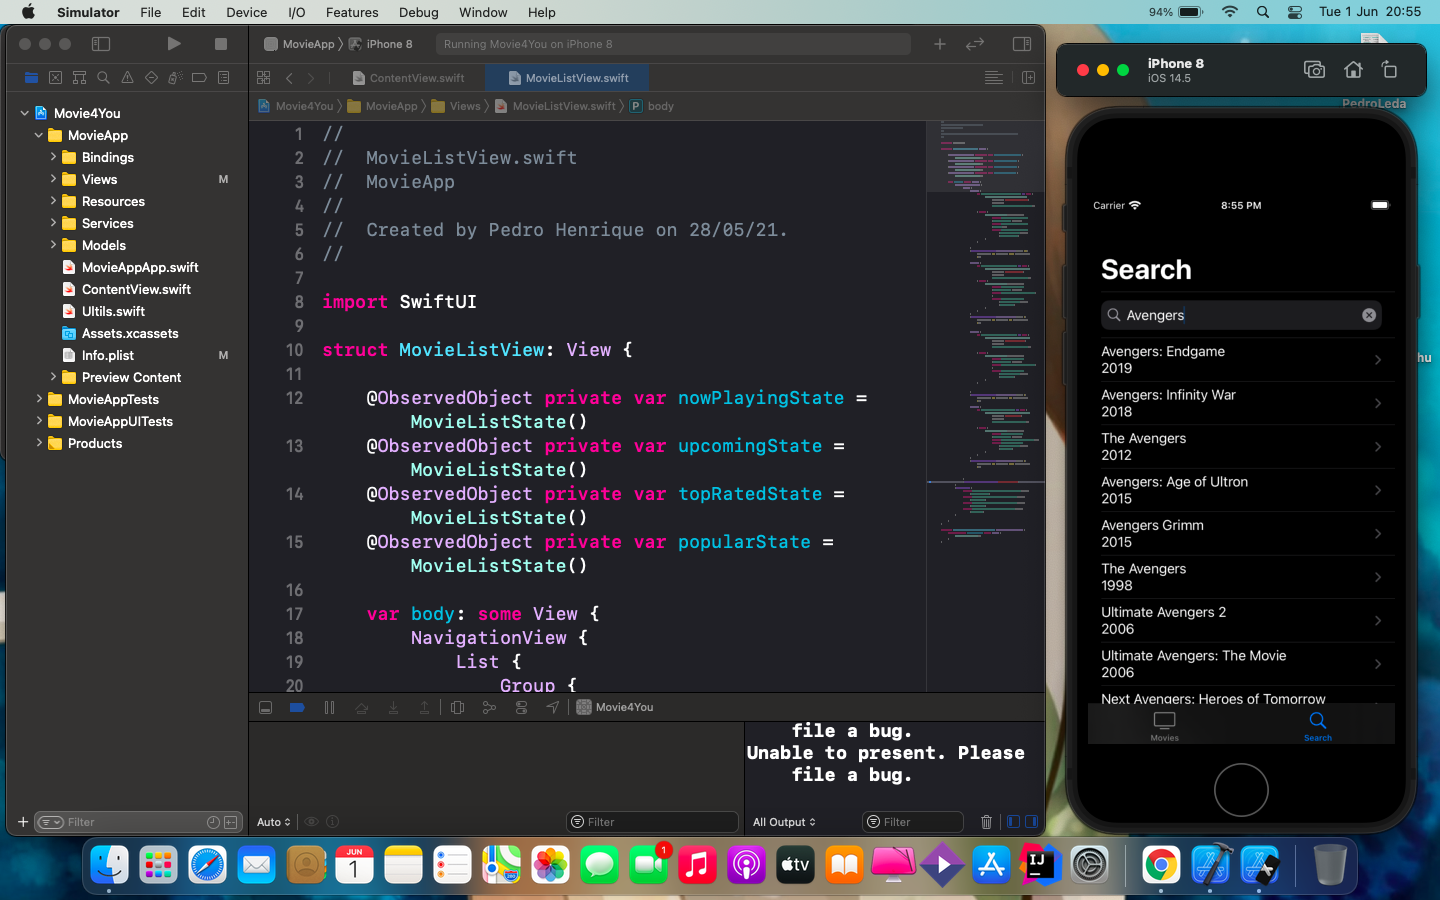 Simulator File Edit Device I/O Features Debug Window Help 94% Tue 1 Jun 20:55
MovieApp iPhone 8 Running Movie4You on iPhone 8
ContentView.swift MovieListView.swift
Movie4You MovieApp Views MovieListView.swift P body
Movie4You
MovieApp
Bindings
Views M
Resources
Services
Models
MovieAppApp.swift
ContentView.swift
Ultils.swift
Assets.xcassets
Info.plist M
Preview Content
MovieAppTests
MovieAppUITests
Products
Filter
1 //
2 // MovieListView.swift
3 // MovieApp
4 //
5 // Created by Pedro Henrique on 28/05/21.
6 //
7
8 import SwiftUI
9
10 struct MovieListView: View {
11
12 @ObservedObject private var nowPlayingState =
MovieListState()
13 @ObservedObject private var upcomingState =
MovieListState()
14 @ObservedObject private var topRatedState =
MovieListState()
15 @ObservedObject private var popularState =
MovieListState()
16
17 var body: some View {
18 NavigationView {
19 List {
20 Group {
Movie4You
file a bug.
Unable to present. Please
file a bug.
Auto Filter All Output Filter
iPhone 8
iOS 14.5
PedroLeda
hu
Carrier 8:55 PM
Search
Avengers
Avengers: Endgame
2019
Avengers: Infinity War
2018
The Avengers
2012
Avengers: Age of Ultron
2015
Avengers Grimm
2015
The Avengers
1998
Ultimate Avengers 2
2006
Ultimate Avengers: The Movie
2006
Next Avengers: Heroes of Tomorrow
Movies Search
JUN
1
1
tv
IJ